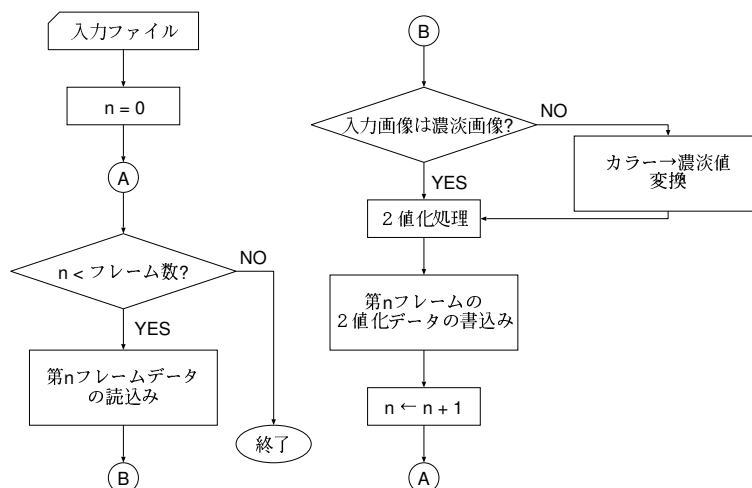 入力ファイル
n = 0
A
n < フレーム数?
NO
YES
第nフレームデータ
の読込み
終了
B
B
入力画像は濃淡画像?
NO
YES
カラー→濃淡値
変換
２値化処理
第nフレームの
２値化データの書込み
n ← n + 1
A